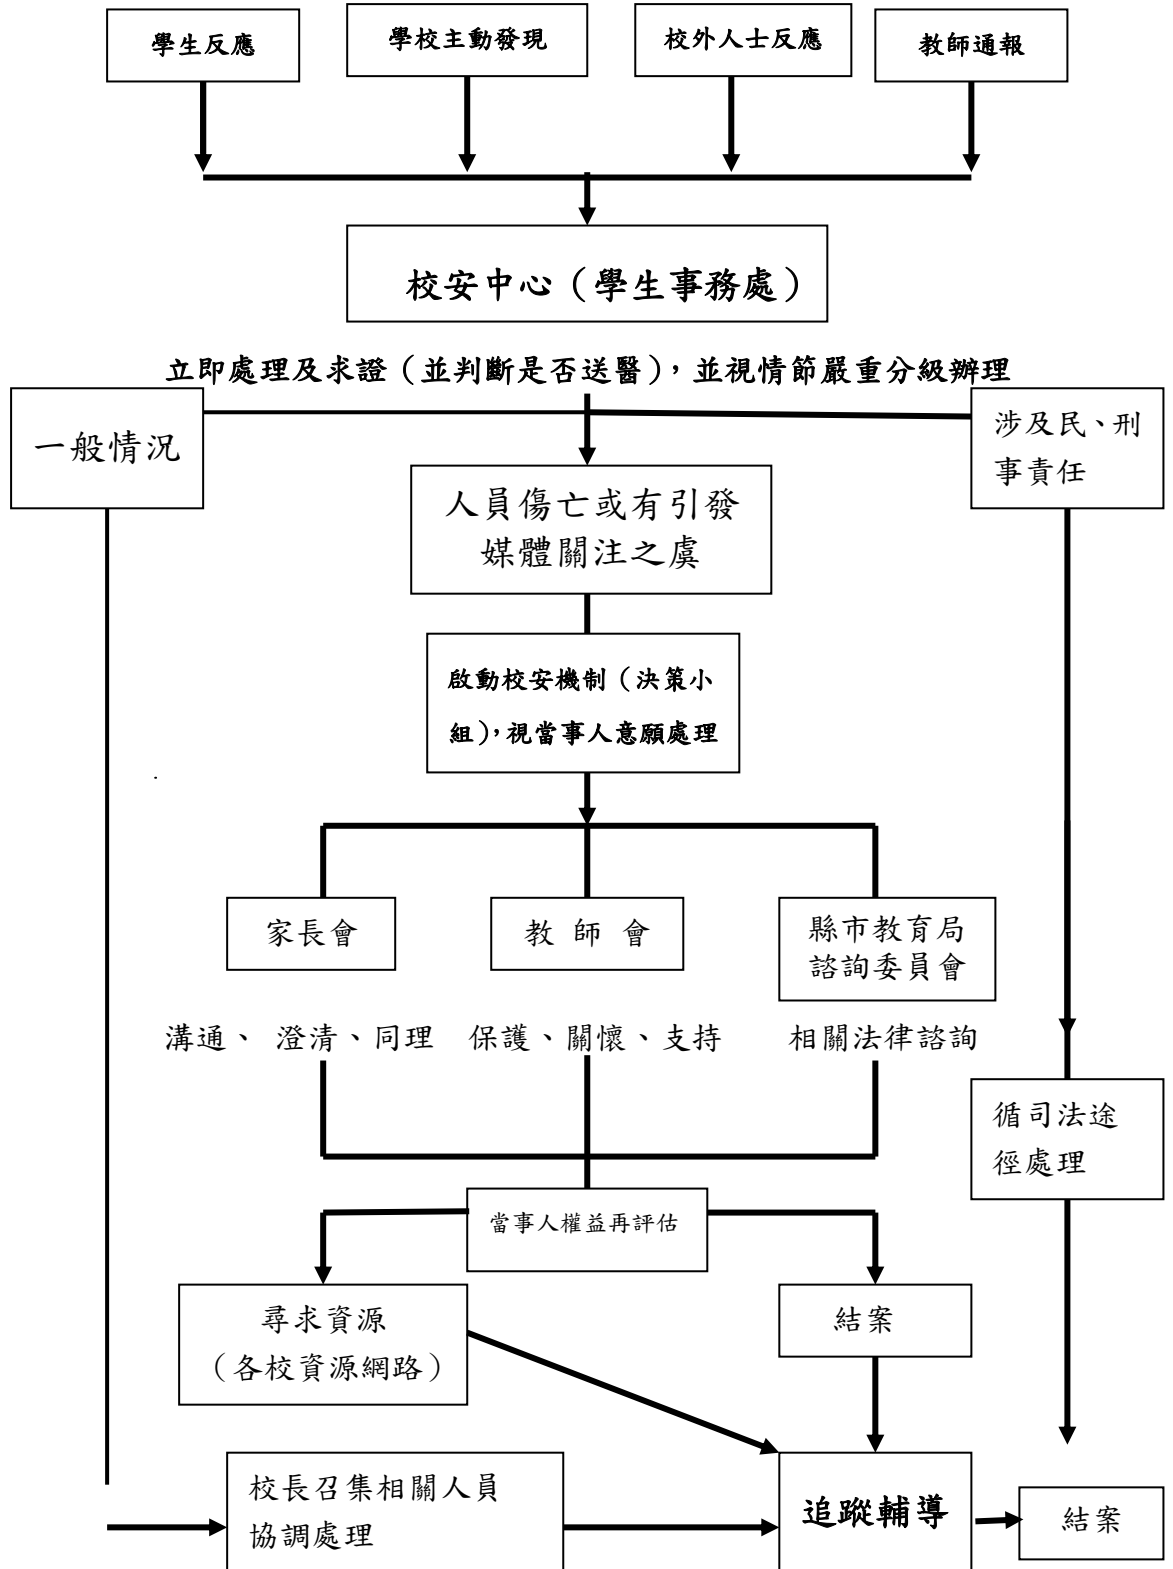 學生反應
學校主動發現
校外人士反應
教師通報
校安中心（學生事務處）
立即處理及求證（並判斷是否送醫），並視情節嚴重分級辦理
一般情況
涉及民、刑
事責任
人員傷亡或有引發
媒體關注之虞
啟動校安機制（決策小
組），視當事人意願處理
家長會
教 師 會
縣市教育局
諮詢委員會
溝通、 澄清、同理
保護、關懷、支持
相關法律諮詢
循司法途
徑處理
當事人權益再評估
尋求資源
（各校資源網路）
結案
校長召集相關人員
協調處理
追蹤輔導
結案